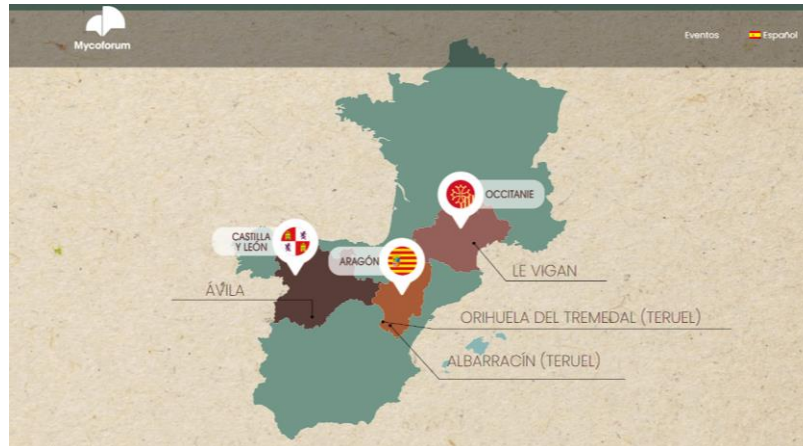 Mycoforum
Eventos
Español
OCCITANIE
CASTILLA
Y LEÓN
ARAGÓN
LE VIGAN
ÁVILA
ORIHUELA DEL TREMEDAL (TERUEL)
ALBARRACÍN (TERUEL)